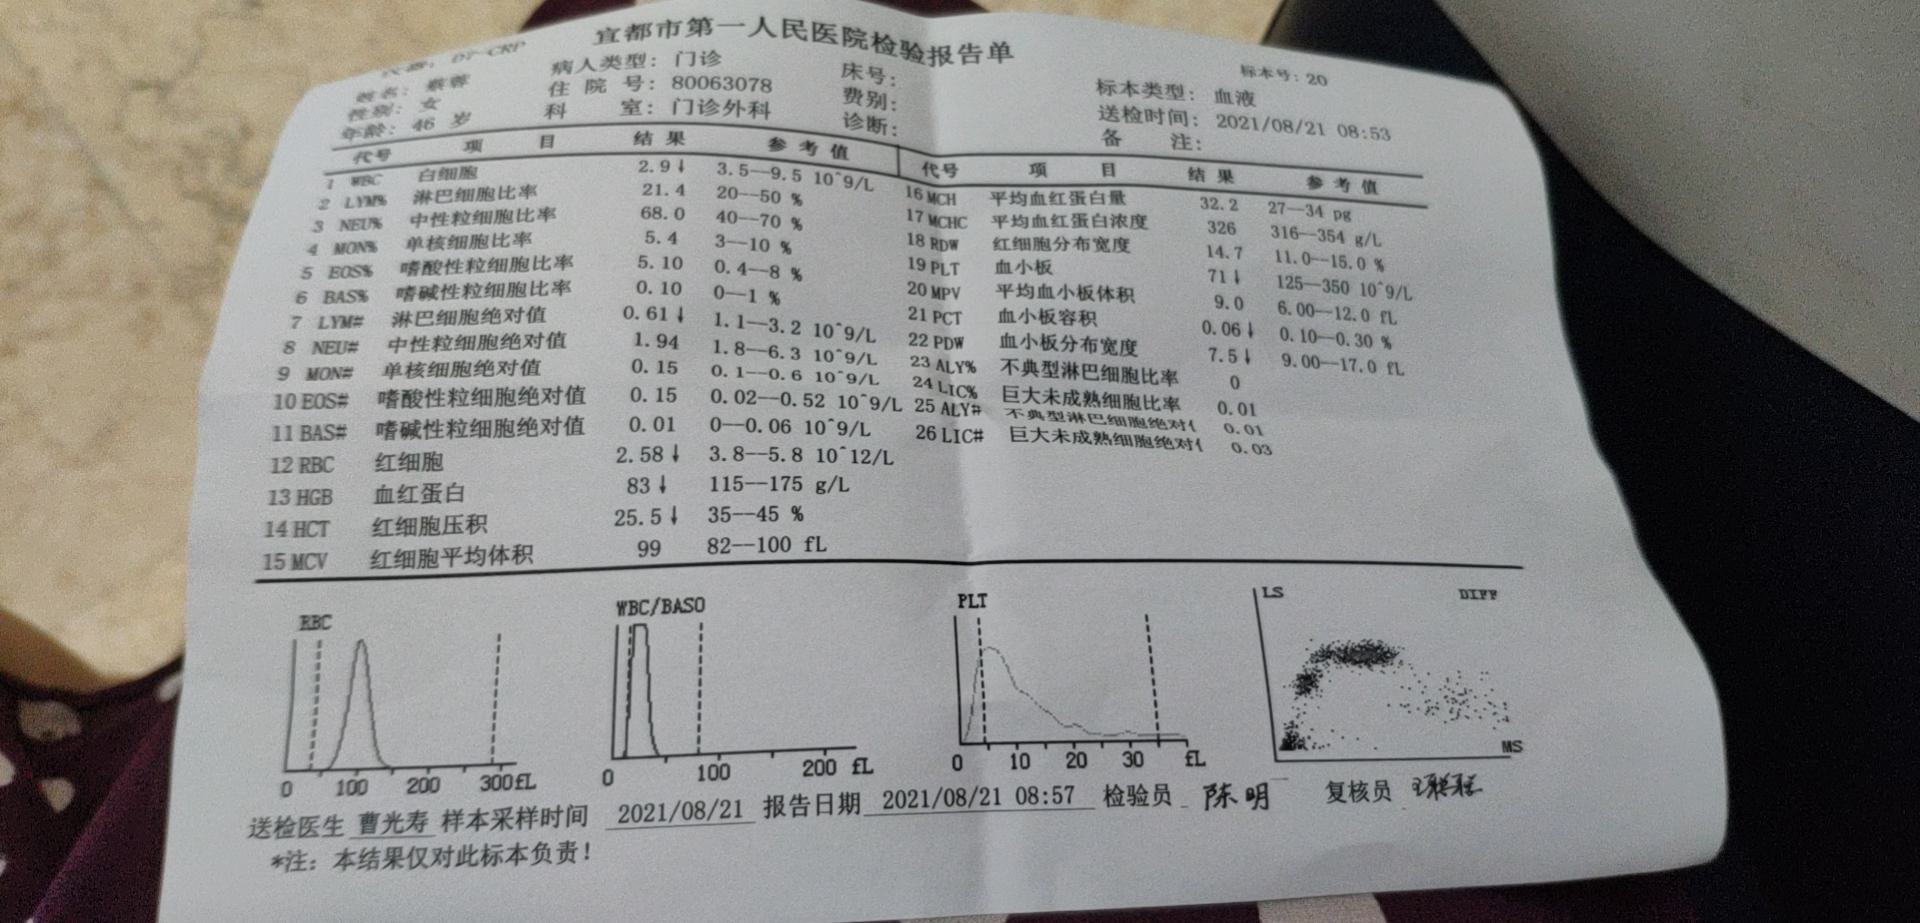 宜都市第一人民医院检验报告单
仪器: D7-CRP 标本号: 20
姓名: 蔡蓉 病人类型: 门诊 床号: 标本类型: 血液
性别: 女 住院号: 80063078 费别: 送检时间: 2021/08/21 08:53
年龄: 46 岁 科室: 门诊外科 诊断: 备注:
代号 项目 结果 参考值 代号 项目 结果 参考值
1 WBC 白细胞 2.9↓ 3.5--9.5 10^9/L 16 MCH 平均血红蛋白量 32.2 27--34 pg
2 LYM% 淋巴细胞比率 21.4 20--50 % 17 MCHC 平均血红蛋白浓度 326 316--354 g/L
3 NEU% 中性粒细胞比率 68.0 40--70 % 18 RDW 红细胞分布宽度 14.7 11.0--15.0 %
4 MON% 单核细胞比率 5.4 3--10 % 19 PLT 血小板 71↓ 125--350 10^9/L
5 EOS% 嗜酸性粒细胞比率 5.10 0.4--8 % 20 MPV 平均血小板体积 9.0 6.00--12.0 fL
6 BAS% 嗜碱性粒细胞比率 0.10 0--1 % 21 PCT 血小板容积 0.06↓ 0.10--0.30 %
7 LYM# 淋巴细胞绝对值 0.61↓ 1.1--3.2 10^9/L 22 PDW 血小板分布宽度 7.5↓ 9.00--17.0 fL
8 NEU# 中性粒细胞绝对值 1.94 1.8--6.3 10^9/L 23 ALY% 不典型淋巴细胞比率 0
9 MON# 单核细胞绝对值 0.15 0.1--0.6 10^9/L 24 LIC% 巨大未成熟细胞比率 0.01
10 EOS# 嗜酸性粒细胞绝对值 0.15 0.02--0.52 10^9/L 25 ALY# 不典型淋巴细胞绝对 0.01
11 BAS# 嗜碱性粒细胞绝对值 0.01 0--0.06 10^9/L 26 LIC# 巨大未成熟细胞绝对 0.03
12 RBC 红细胞 2.58↓ 3.8--5.8 10^12/L
13 HGB 血红蛋白 83↓ 115--175 g/L
14 HCT 红细胞压积 25.5↓ 35--45 %
15 MCV 红细胞平均体积 99 82--100 fL
RBC WBC/BASO PLT LS DIFF
MS
0 100 200 300fL 0 100 200 fL 0 10 20 30 fL
送检医生 曹光寿 样本采样时间 2021/08/21 报告日期 2021/08/21 08:57 检验员 陈明 复核员
*注: 本结果仅对此标本负责!